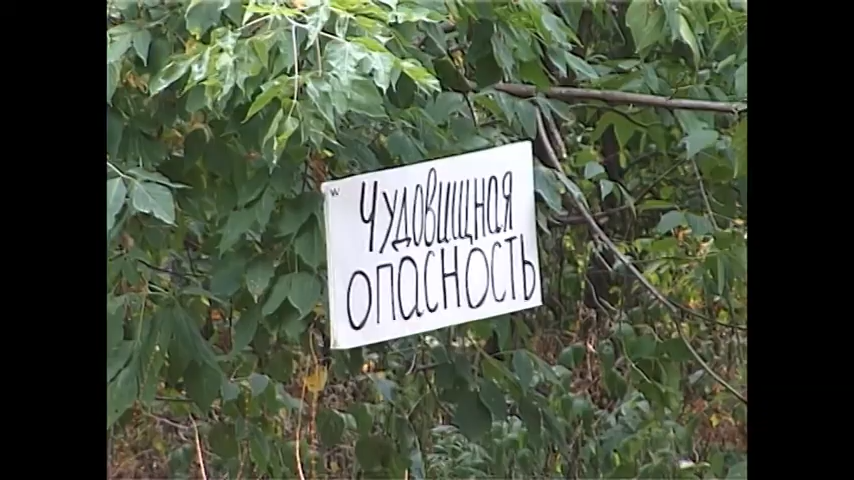 w
Чудовищная
опасность